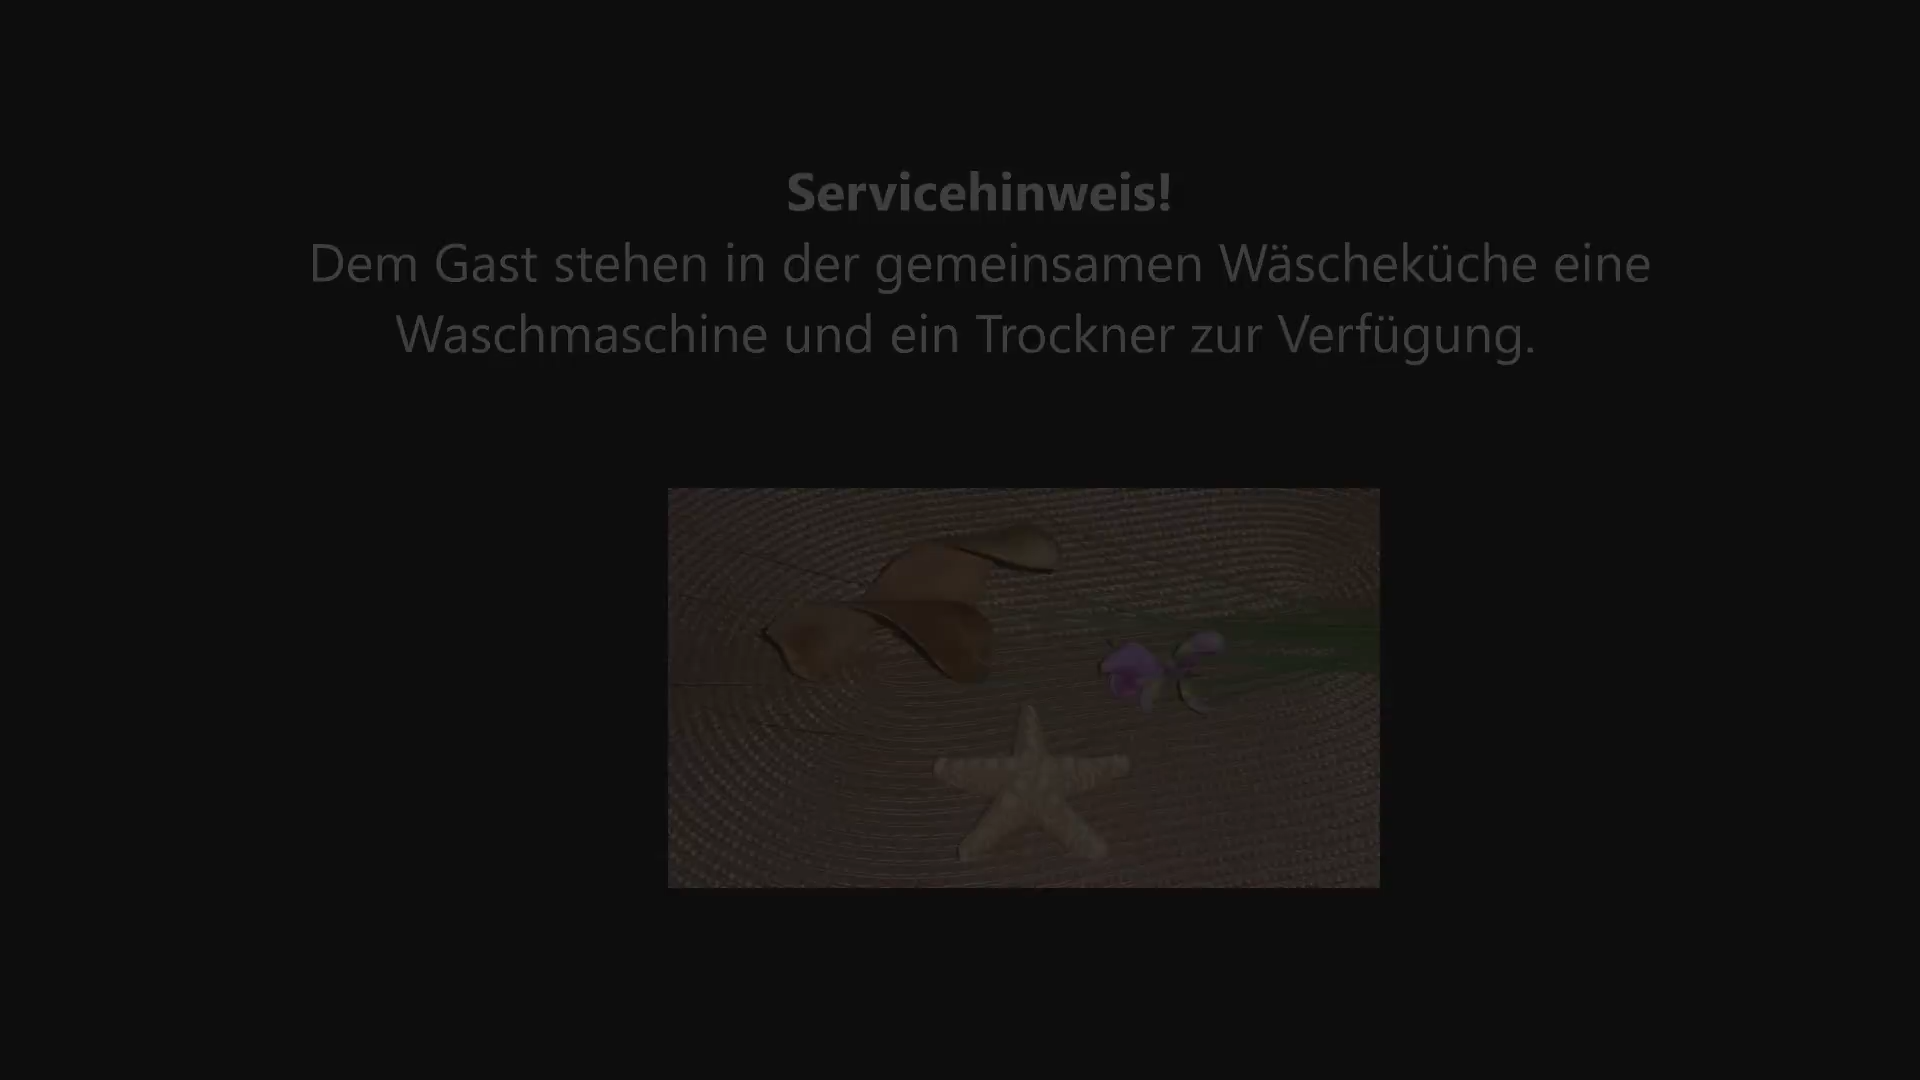 Servicehinweis!
Dem Gast stehen in der gemeinsamen Wäscheküche eine
Waschmaschine und ein Trockner zur Verfügung.